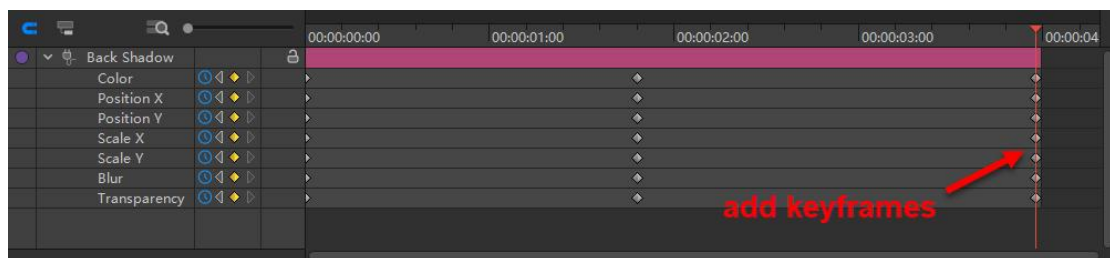 00:00:00:00 00:00:01:00 00:00:02:00 00:00:03:00 00:00:04
Back Shadow
Color
Position X
Position Y
Scale X
Scale Y
Blur
Transparency
add keyframes